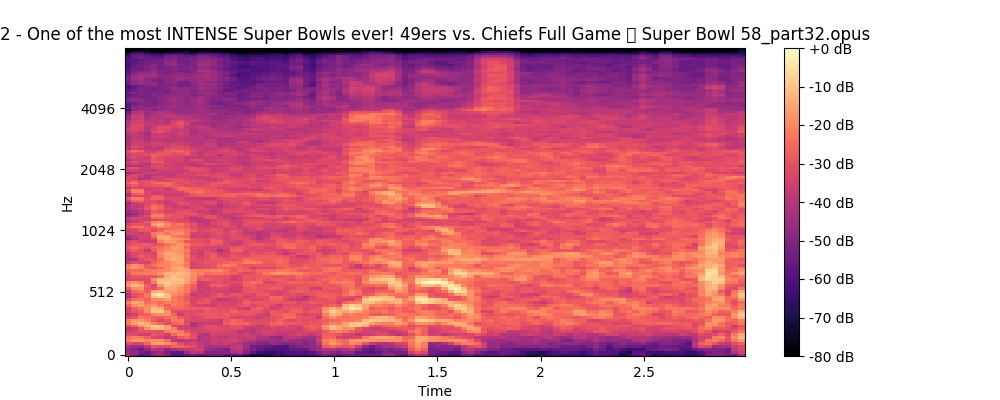 2 - One of the most INTENSE Super Bowls ever! 49ers vs. Chiefs Full Game  Super Bowl 58_part32.opus
+0 dB
4096
-10 dB
-20 dB
2048
-30 dB
Hz
1024
-40 dB
-50 dB
512
-60 dB
-70 dB
0
-80 dB
0 0.5 1 1.5 2 2.5
Time